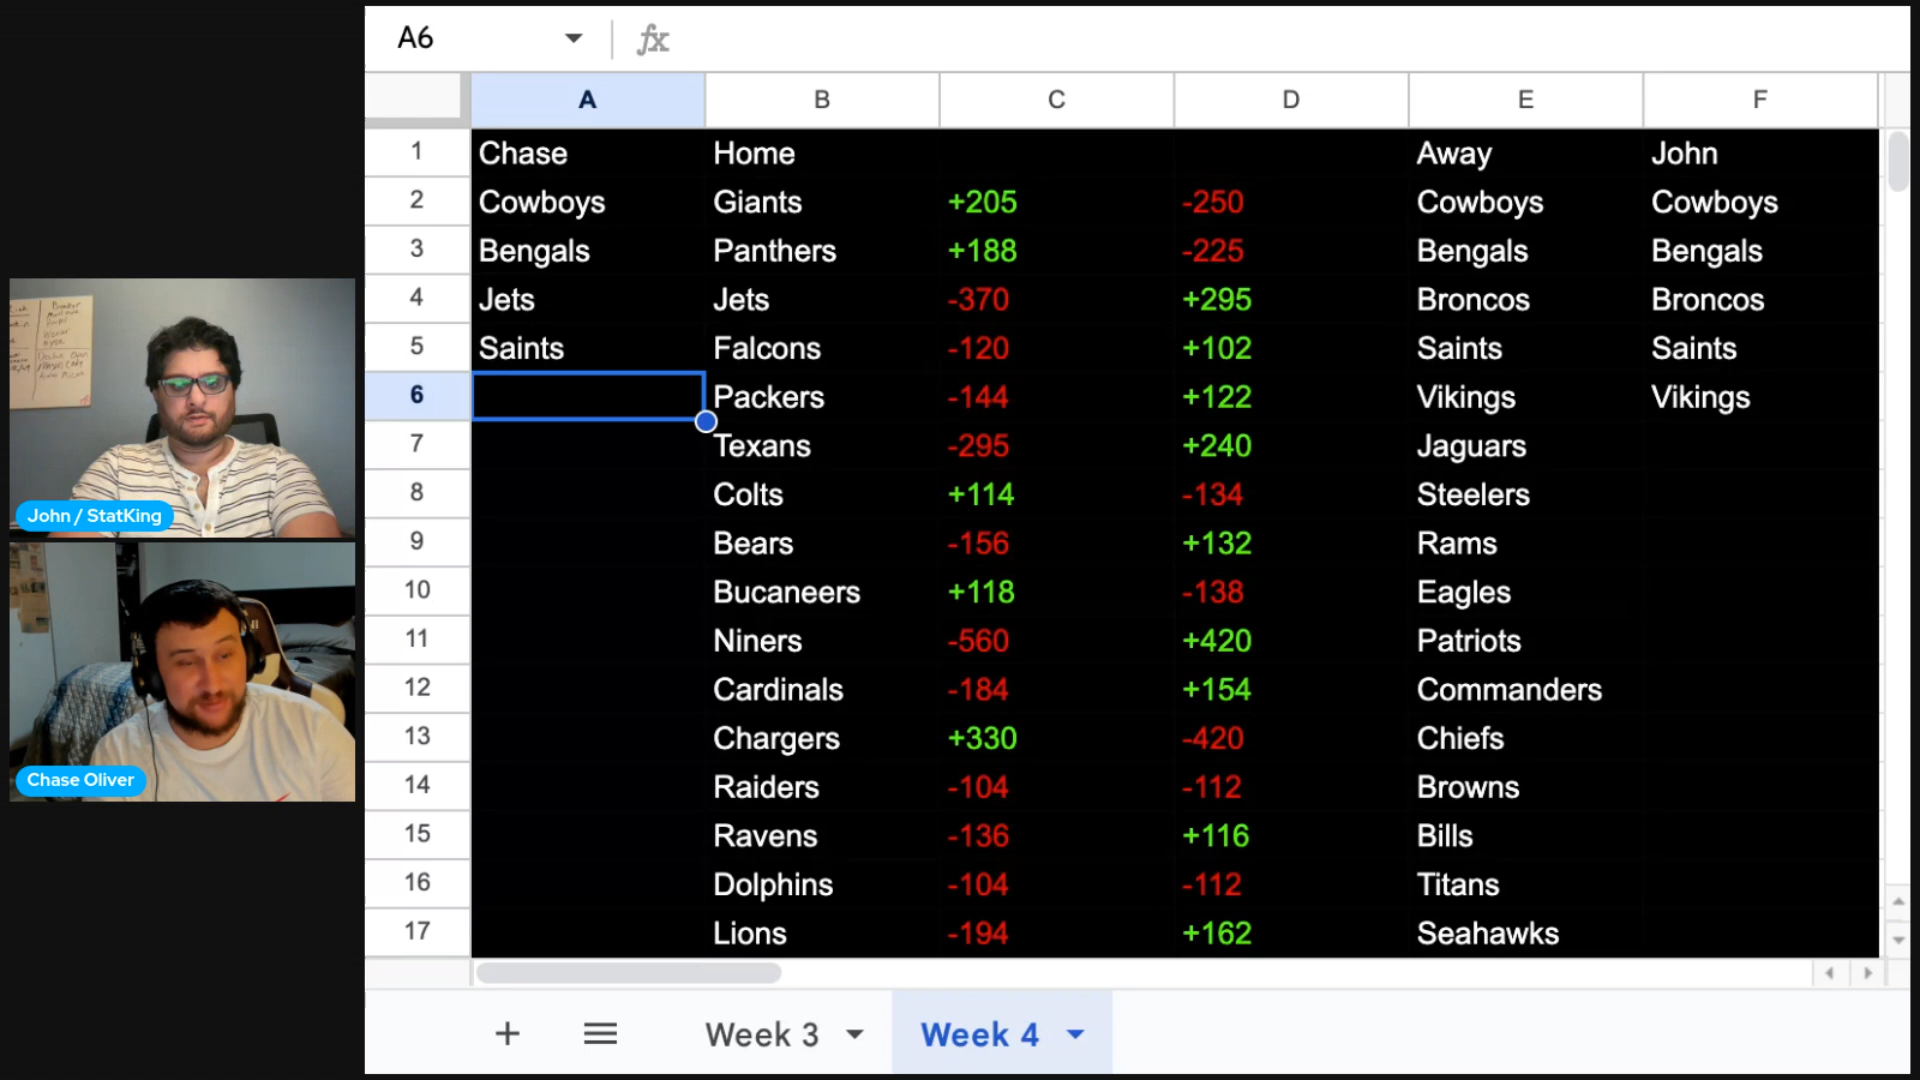 A6 fx
A B C D E F
1 Chase Home Away John
2 Cowboys Giants +205 -250 Cowboys Cowboys
3 Bengals Panthers +188 -225 Bengals Bengals
4 Jets Jets -370 +295 Broncos Broncos
5 Saints Falcons -120 +102 Saints Saints
6 Packers -144 +122 Vikings Vikings
7 Texans -295 +240 Jaguars
8 Colts +114 -134 Steelers
9 Bears -156 +132 Rams
10 Bucaneers +118 -138 Eagles
11 Niners -560 +420 Patriots
12 Cardinals -184 +154 Commanders
13 Chargers +330 -420 Chiefs
14 Raiders -104 -112 Browns
15 Ravens -136 +116 Bills
16 Dolphins -104 -112 Titans
17 Lions -194 +162 Seahawks
Week 3 Week 4
John / StatKing
Chase Oliver